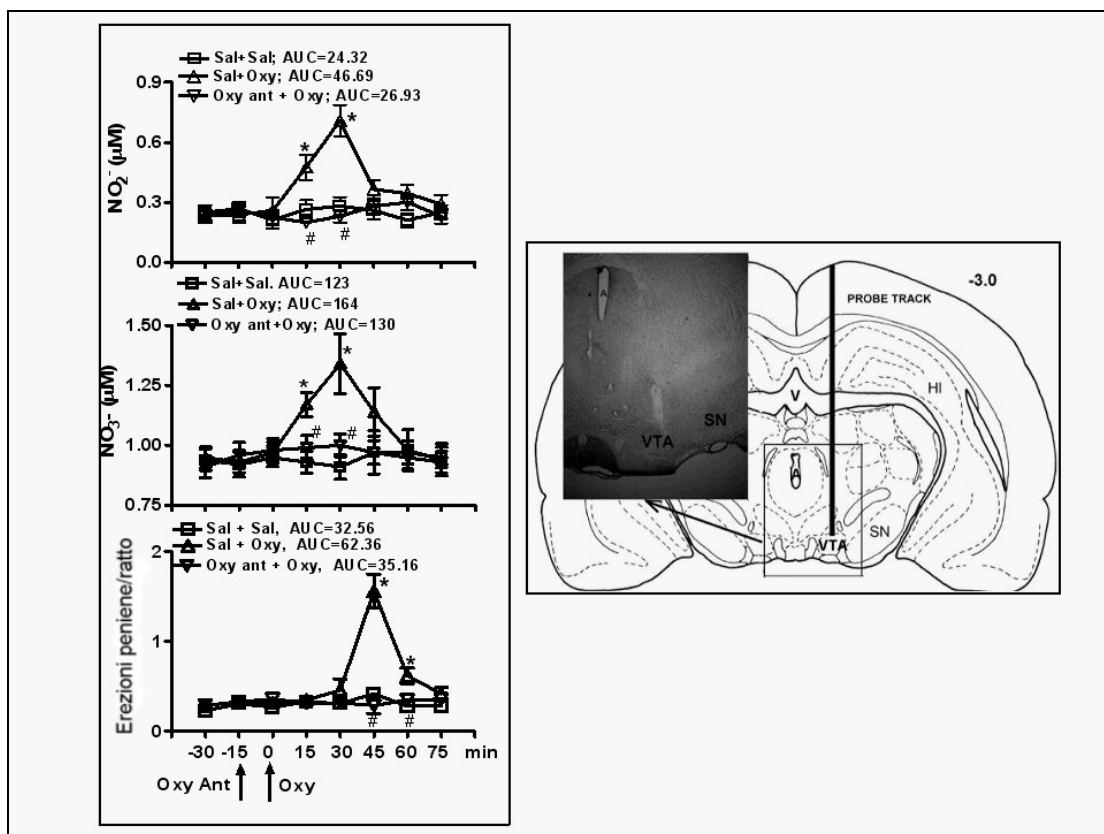 Sal+Sal; AUC=24.32
Sal+Oxy; AUC=46.69
Oxy ant + Oxy; AUC=26.93
NO₂⁻ (µM)
0.9
0.6
0.3
0.0
* *
# #
Sal+Sal. AUC=123
Sal+Oxy; AUC=164
Oxy ant+Oxy; AUC=130
NO₃- (µM)
1.50
1.25
1.00
0.75
* *
# #
Sal + Sal, AUC=32.56
Sal + Oxy, AUC=62.36
Oxy ant + Oxy, AUC=35.16
Erezioni peniene/ratto
2
1
0
* *
# #
-30 -15 0 15 30 45 60 75 min
Oxy Ant Oxy
-3.0
PROBE TRACK
A
VTA
SN
V
HI
A
VTA
SN